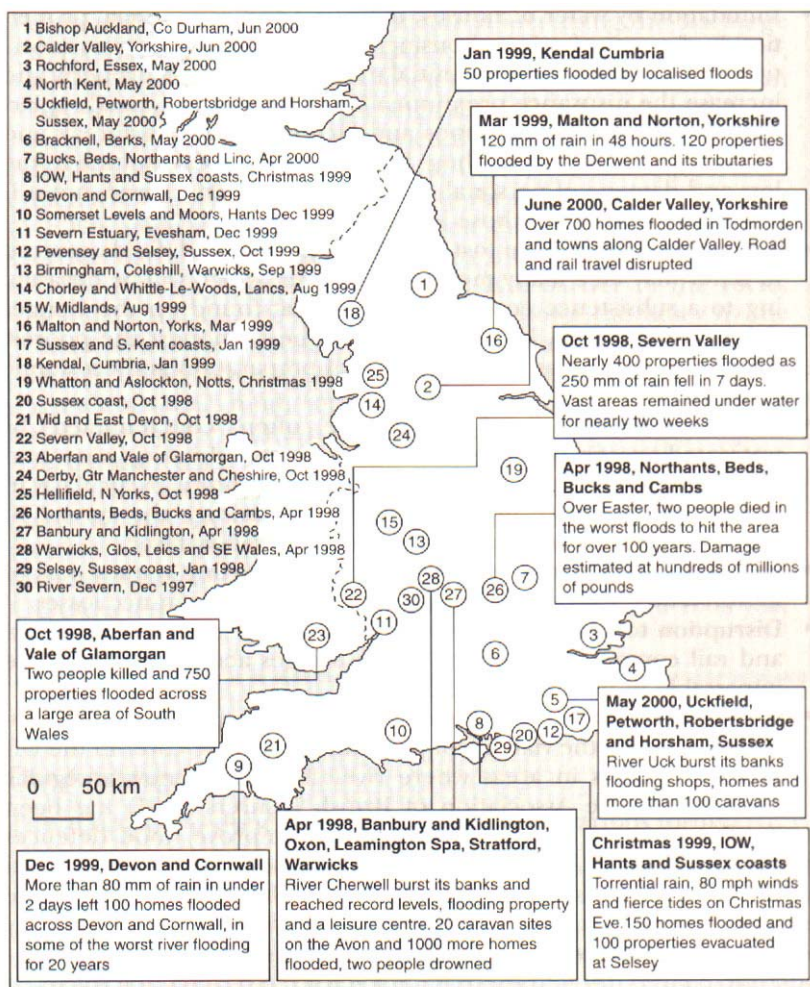 1 Bishop Auckland, Co Durham, Jun 2000
2 Calder Valley, Yorkshire, Jun 2000
3 Rochford, Essex, May 2000
4 North Kent, May 2000
5 Uckfield, Petworth, Robertsbridge and Horsham,
Sussex, May 2000
6 Bracknell, Berks, May 2000
7 Bucks, Beds, Northants and Linc, Apr 2000
8 IOW, Hants and Sussex coasts, Christmas 1999
9 Devon and Cornwall, Dec 1999
10 Somerset Levels and Moors, Hants Dec 1999
11 Severn Estuary, Evesham, Dec 1999
12 Pevensey and Selsey, Sussex, Oct 1999
13 Birmingham, Coleshill, Warwicks, Sep 1999
14 Chorley and Whittle-Le-Woods, Lancs, Aug 1999
15 W. Midlands, Aug 1999
16 Malton and Norton, Yorks, Mar 1999
17 Sussex and S. Kent coasts, Jan 1999
18 Kendal, Cumbria, Jan 1999
19 Whatton and Aslockton, Notts, Christmas 1998
20 Sussex coast, Oct 1998
21 Mid and East Devon, Oct 1998
22 Severn Valley, Oct 1998
23 Aberfan and Vale of Glamorgan, Oct 1998
24 Derby, Gtr Manchester and Cheshire, Oct 1998
25 Hellifield, N Yorks, Oct 1998
26 Northants, Beds, Bucks and Cambs, Apr 1998
27 Banbury and Kidlington, Apr 1998
28 Warwicks, Glos, Leics and SE Wales, Apr 1998
29 Selsey, Sussex coast, Jan 1998
30 River Severn, Dec 1997
Jan 1999, Kendal Cumbria
50 properties flooded by localised floods
Mar 1999, Malton and Norton, Yorkshire
120 mm of rain in 48 hours. 120 properties
flooded by the Derwent and its tributaries
June 2000, Calder Valley, Yorkshire
Over 700 homes flooded in Todmorden
and towns along Calder Valley. Road
and rail travel disrupted
Oct 1998, Severn Valley
Nearly 400 properties flooded as
250 mm of rain fell in 7 days.
Vast areas remained under water
for nearly two weeks
Apr 1998, Northants, Beds,
Bucks and Cambs
Over Easter, two people died in
the worst floods to hit the area
for over 100 years. Damage
estimated at hundreds of millions
of pounds
1
18
16
25
2
14
24
19
15
13
28
7
22
30
27
26
11
23
3
6
4
5
8
17
10
20
12
29
21
9
Oct 1998, Aberfan and
Vale of Glamorgan
Two people killed and 750
properties flooded across
a large area of South
Wales
0 50 km
May 2000, Uckfield,
Petworth, Robertsbridge
and Horsham, Sussex
River Uck burst its banks
flooding shops, homes and
more than 100 caravans
Dec 1999, Devon and Cornwall
More than 80 mm of rain in under
2 days left 100 homes flooded
across Devon and Cornwall, in
some of the worst river flooding
for 20 years
Apr 1998, Banbury and Kidlington,
Oxon, Leamington Spa, Stratford,
Warwicks
River Cherwell burst its banks and
reached record levels, flooding property
and a leisure centre. 20 caravan sites
on the Avon and 1000 more homes
flooded, two people drowned
Christmas 1999, IOW,
Hants and Sussex coasts
Torrential rain, 80 mph winds
and fierce tides on Christmas
Eve.150 homes flooded and
100 properties evacuated
at Selsey